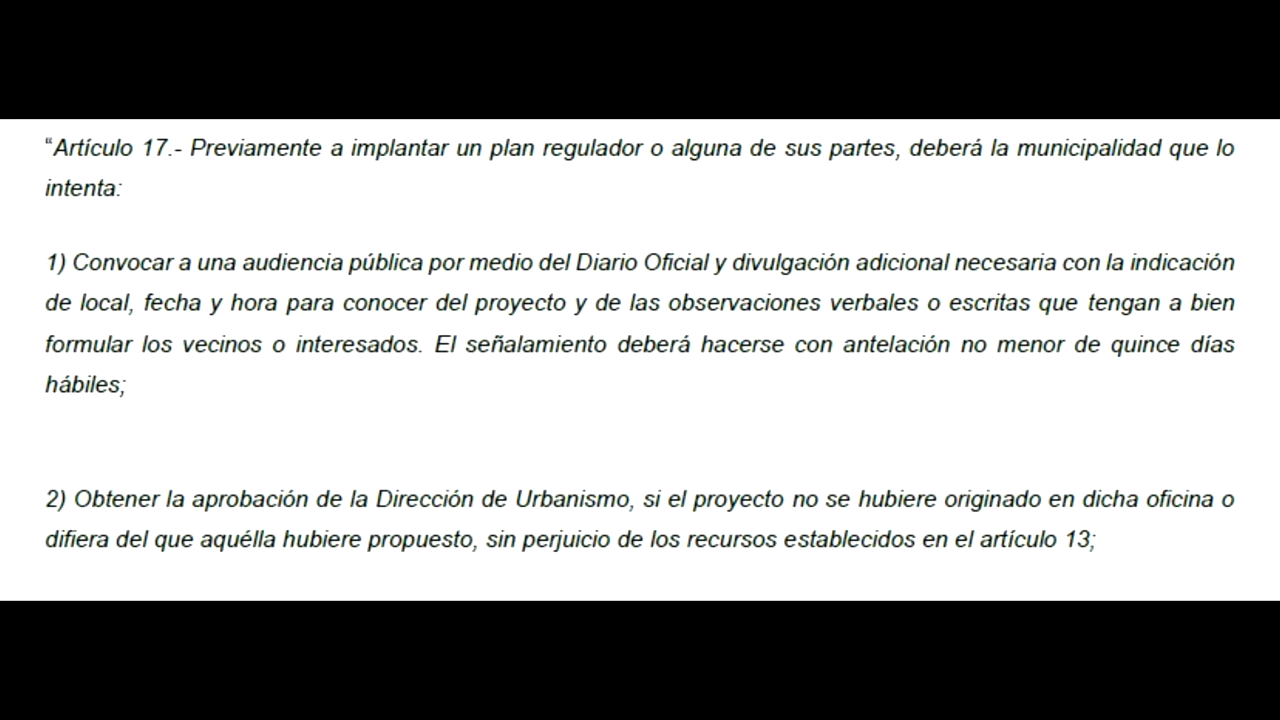 “Artículo 17.- Previamente a implantar un plan regulador o alguna de sus partes, deberá la municipalidad que lo
intenta:
1) Convocar a una audiencia pública por medio del Diario Oficial y divulgación adicional necesaria con la indicación
de local, fecha y hora para conocer del proyecto y de las observaciones verbales o escritas que tengan a bien
formular los vecinos o interesados. El señalamiento deberá hacerse con antelación no menor de quince días
hábiles;
2) Obtener la aprobación de la Dirección de Urbanismo, si el proyecto no se hubiere originado en dicha oficina o
difiera del que aquélla hubiere propuesto, sin perjuicio de los recursos establecidos en el artículo 13;